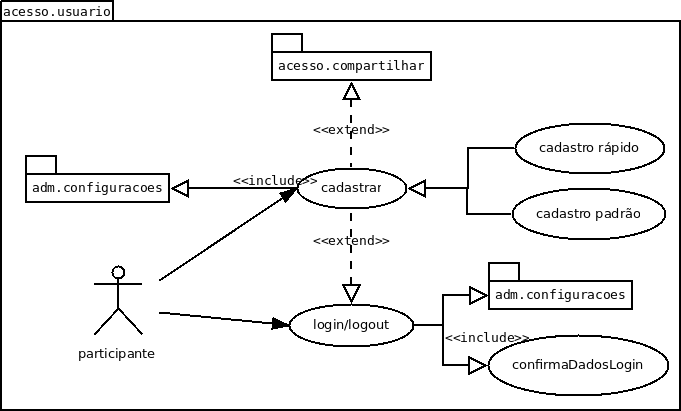 acesso.usuario
acesso.compartilhar
<<extend>>
cadastro rápido
adm.configuracoes
<<include>>
cadastrar
cadastro padrão
<<extend>>
adm.configuracoes
login/logout
<<include>>
participante
confirmaDadosLogin